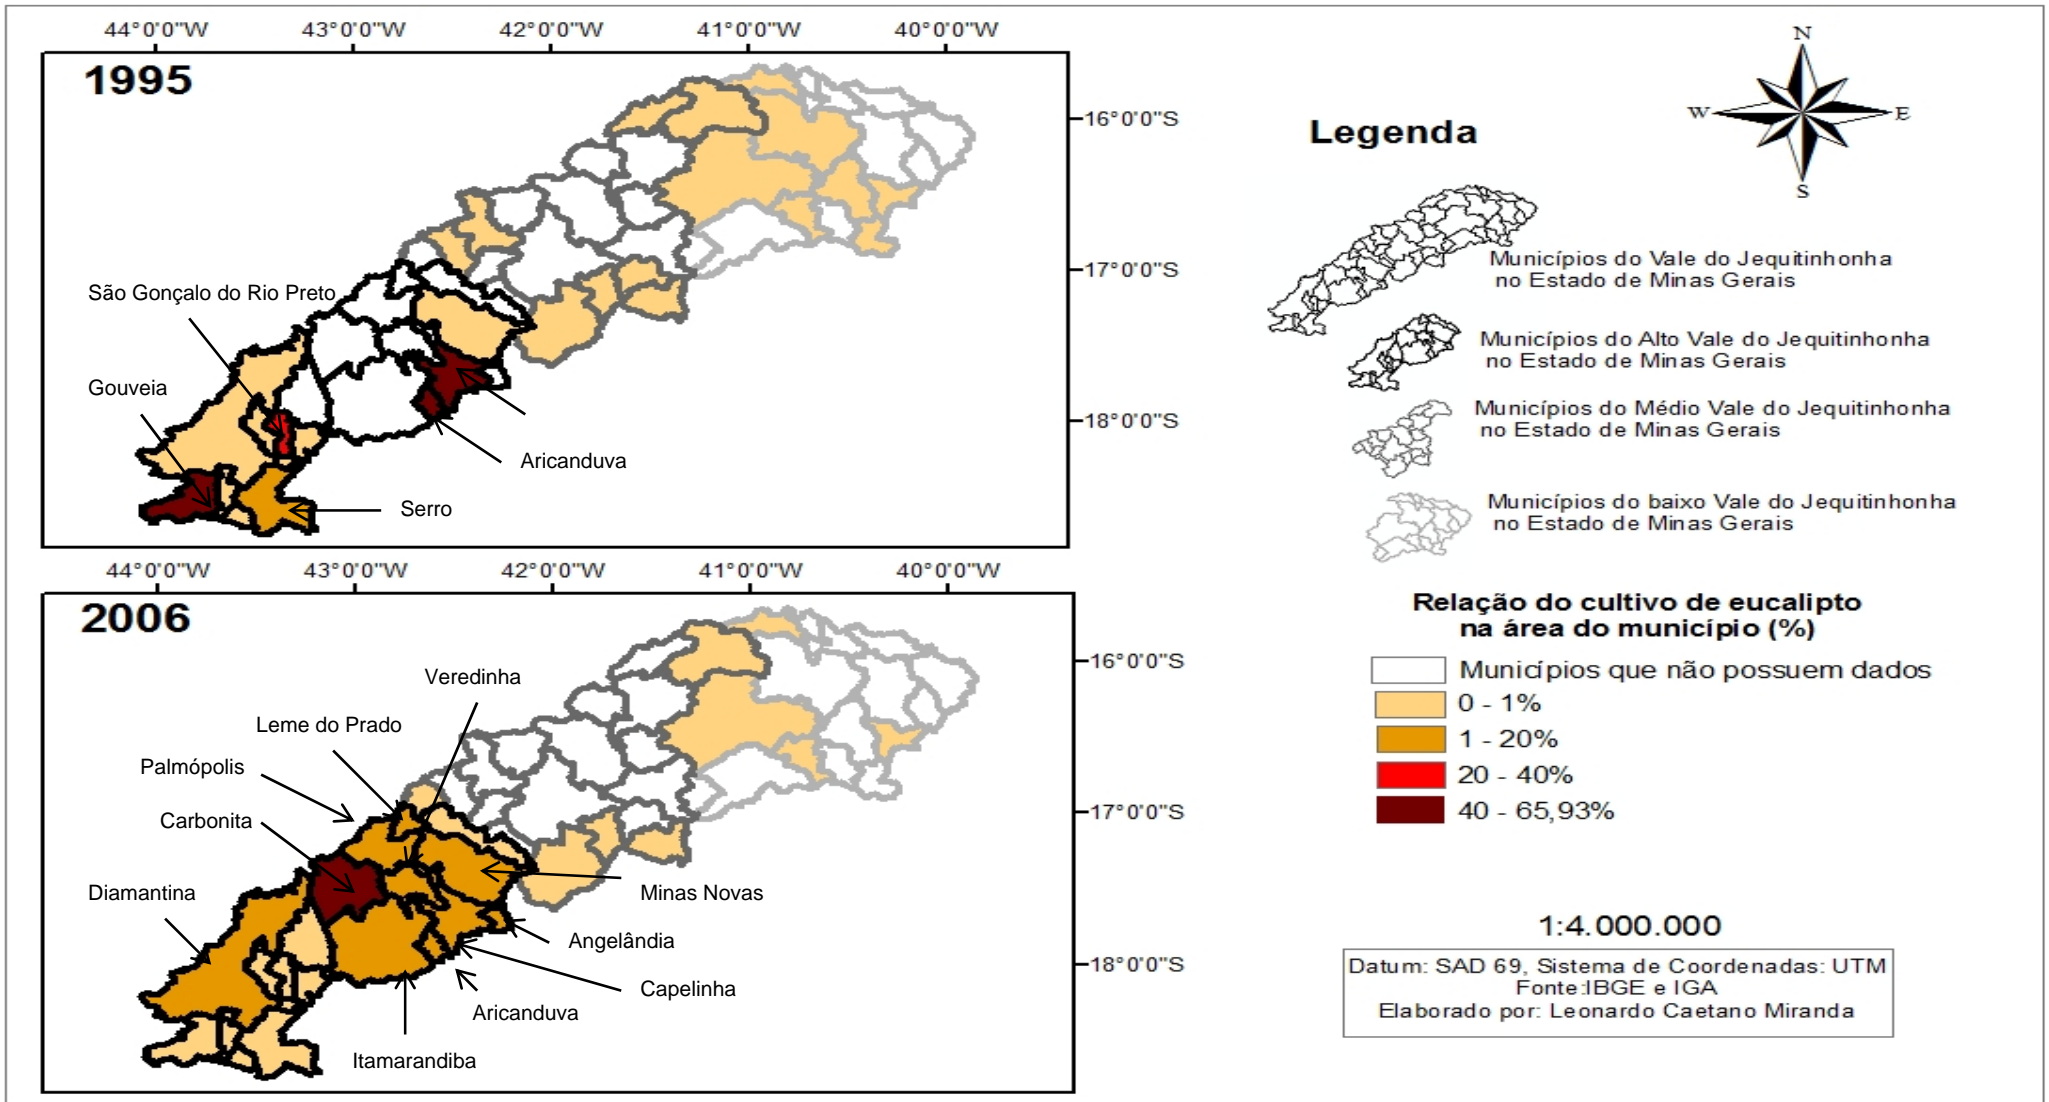 44°0'0"W 43°0'0"W 42°0'0"W 41°0'0"W 40°0'0"W
1995
16°0'0"S
17°0'0"S
18°0'0"S
São Gonçalo do Rio Preto
Gouveia
Aricanduva
Serro
44°0'0"W 43°0'0"W 42°0'0"W 41°0'0"W 40°0'0"W
2006
16°0'0"S
17°0'0"S
18°0'0"S
Veredinha
Leme do Prado
Palmópolis
Carbonita
Diamantina
Minas Novas
Angelândia
Capelinha
Aricanduva
Itamarandiba
N
W
E
S
Legenda
Municípios do Vale do Jequitinhonha
no Estado de Minas Gerais
Municípios do Alto Vale do Jequitinhonha
no Estado de Minas Gerais
Municípios do Médio Vale do Jequitinhonha
no Estado de Minas Gerais
Municípios do baixo Vale do Jequitinhonha
no Estado de Minas Gerais
Relação do cultivo de eucalipto
na área do município (%)
Municípios que não possuem dados
0 - 1%
1 - 20%
20 - 40%
40 - 65,93%
1:4.000.000
Datum: SAD 69, Sistema de Coordenadas: UTM
Fonte:IBGE e IGA
Elaborado por: Leonardo Caetano Miranda